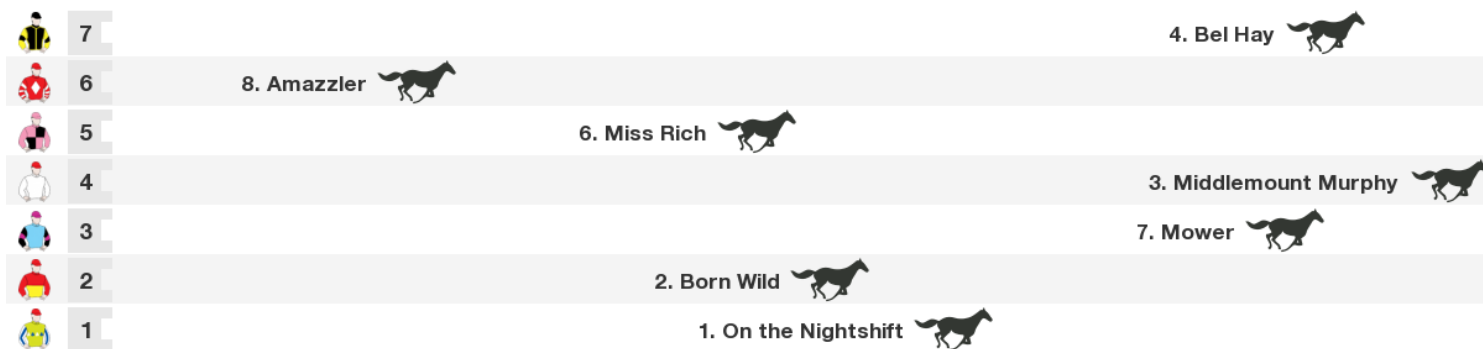 7 4. Bel Hay
6 8. Amazzler
5 6. Miss Rich
4 3. Middlemount Murphy
3 7. Mower
2 2. Born Wild
1 1. On the Nightshift